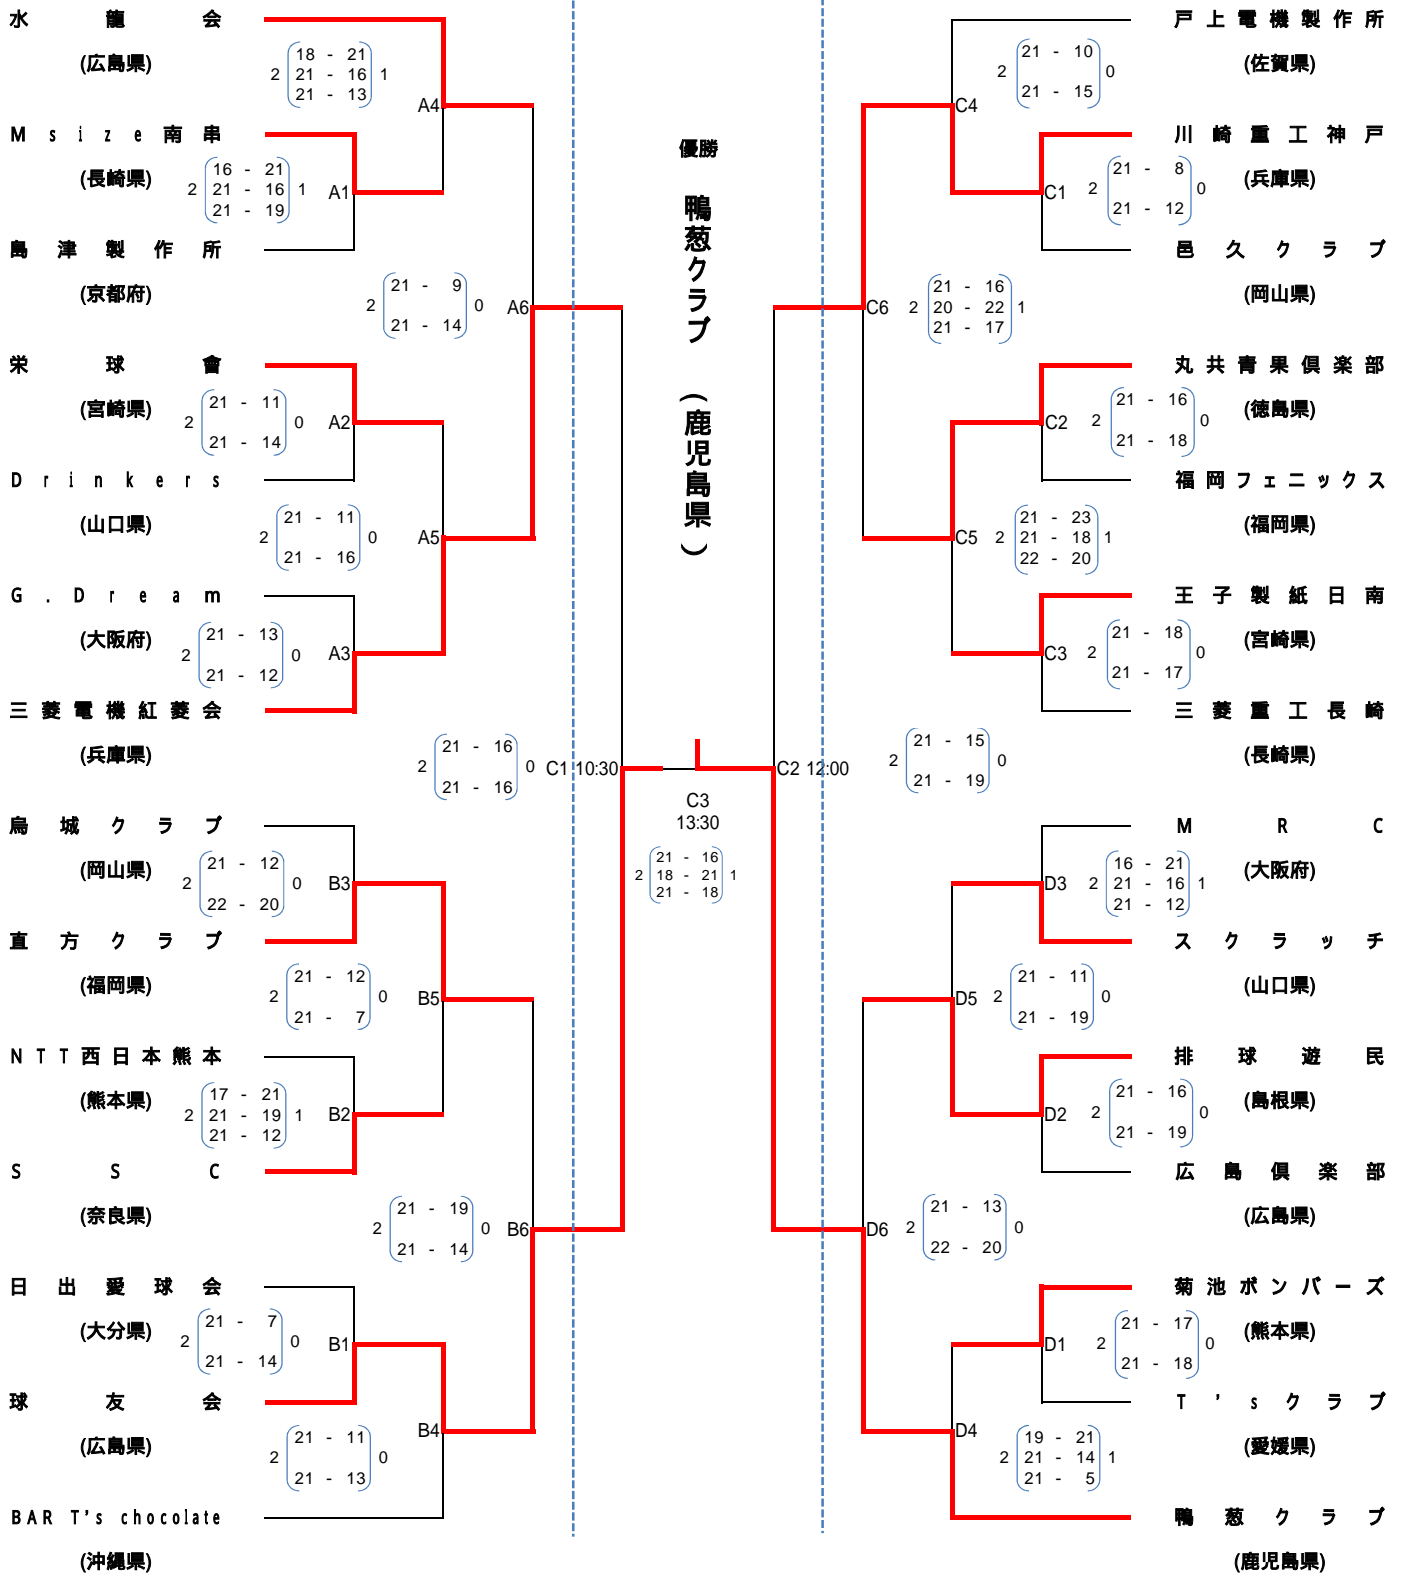 水龍会
(広島県)
18 - 21
2 21 - 16 1
21 - 13
A4
Msize南串
(長崎県)
16 - 21
2 21 - 16 1
21 - 19
A1
島津製作所
(京都府)
21 - 9
2 0
21 - 14
A6
栄球會
(宮崎県)
21 - 11
2 0
21 - 14
A2
Drinkers
(山口県)
21 - 11
2 0
21 - 16
A5
G.Dream
(大阪府)
21 - 13
2 0
21 - 12
A3
三菱電機紅菱会
(兵庫県)
21 - 16
2 0
21 - 16
C1 10:30
烏城クラブ
(岡山県)
21 - 12
2 0
22 - 20
B3
直方クラブ
(福岡県)
21 - 12
2 0
21 - 7
B5
NTT西日本熊本
(熊本県)
17 - 21
2 21 - 19 1
21 - 12
B2
SSC
(奈良県)
21 - 19
2 0
21 - 14
B6
日出愛球会
(大分県)
21 - 7
2 0
21 - 14
B1
球友会
(広島県)
21 - 11
2 0
21 - 13
B4
BAR T's chocolate
(沖縄県)
優勝
鴨葱クラブ
(鹿児島県)
C3
13:30
21 - 16
2 18 - 21 1
21 - 18
戸上電機製作所
(佐賀県)
21 - 10
2 0
21 - 15
C4
川崎重工神戸
(兵庫県)
21 - 8
2 0
21 - 12
C1
邑久クラブ
(岡山県)
21 - 16
2 20 - 22 1
21 - 17
C6
丸共青果倶楽部
(徳島県)
21 - 16
2 0
21 - 18
C2
福岡フェニックス
(福岡県)
21 - 23
2 21 - 18 1
22 - 20
C5
王子製紙日南
(宮崎県)
21 - 18
2 0
21 - 17
C3
三菱重工長崎
(長崎県)
21 - 15
2 0
21 - 19
C2 12:00
MRC
(大阪府)
16 - 21
2 21 - 16 1
21 - 12
D3
スクラッチ
(山口県)
21 - 11
2 0
21 - 19
D5
排球遊民
(島根県)
21 - 16
2 0
21 - 19
D2
広島倶楽部
(広島県)
21 - 13
2 0
22 - 20
D6
菊池ボンバーズ
(熊本県)
21 - 17
2 0
21 - 18
D1
T'sクラブ
(愛媛県)
19 - 21
2 21 - 14 1
21 - 5
D4
鴨葱クラブ
(鹿児島県)